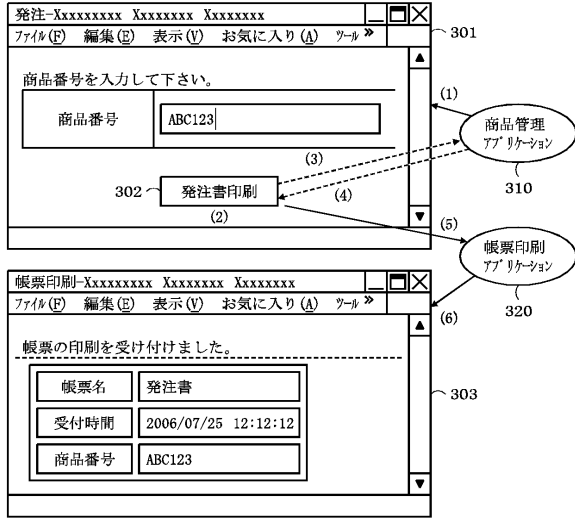 発注-Xxxxxxxxx Xxxxxxxx Xxxxxxxx
ファイル(F) 編集(E) 表示(V) お気に入り(A) ツール »
301
商品番号を入力して下さい。
商品番号 ABC123
(1)
商品管理
アプリケーション
310
(3)
302 発注書印刷
(4)
(2)
(5)
帳票印刷
アプリケーション
320
帳票印刷-Xxxxxxxxx Xxxxxxxx Xxxxxxxx
ファイル(F) 編集(E) 表示(V) お気に入り(A) ツール »
(6)
帳票の印刷を受け付けました。
帳票名 発注書
303
受付時間 2006/07/25 12:12:12
商品番号 ABC123